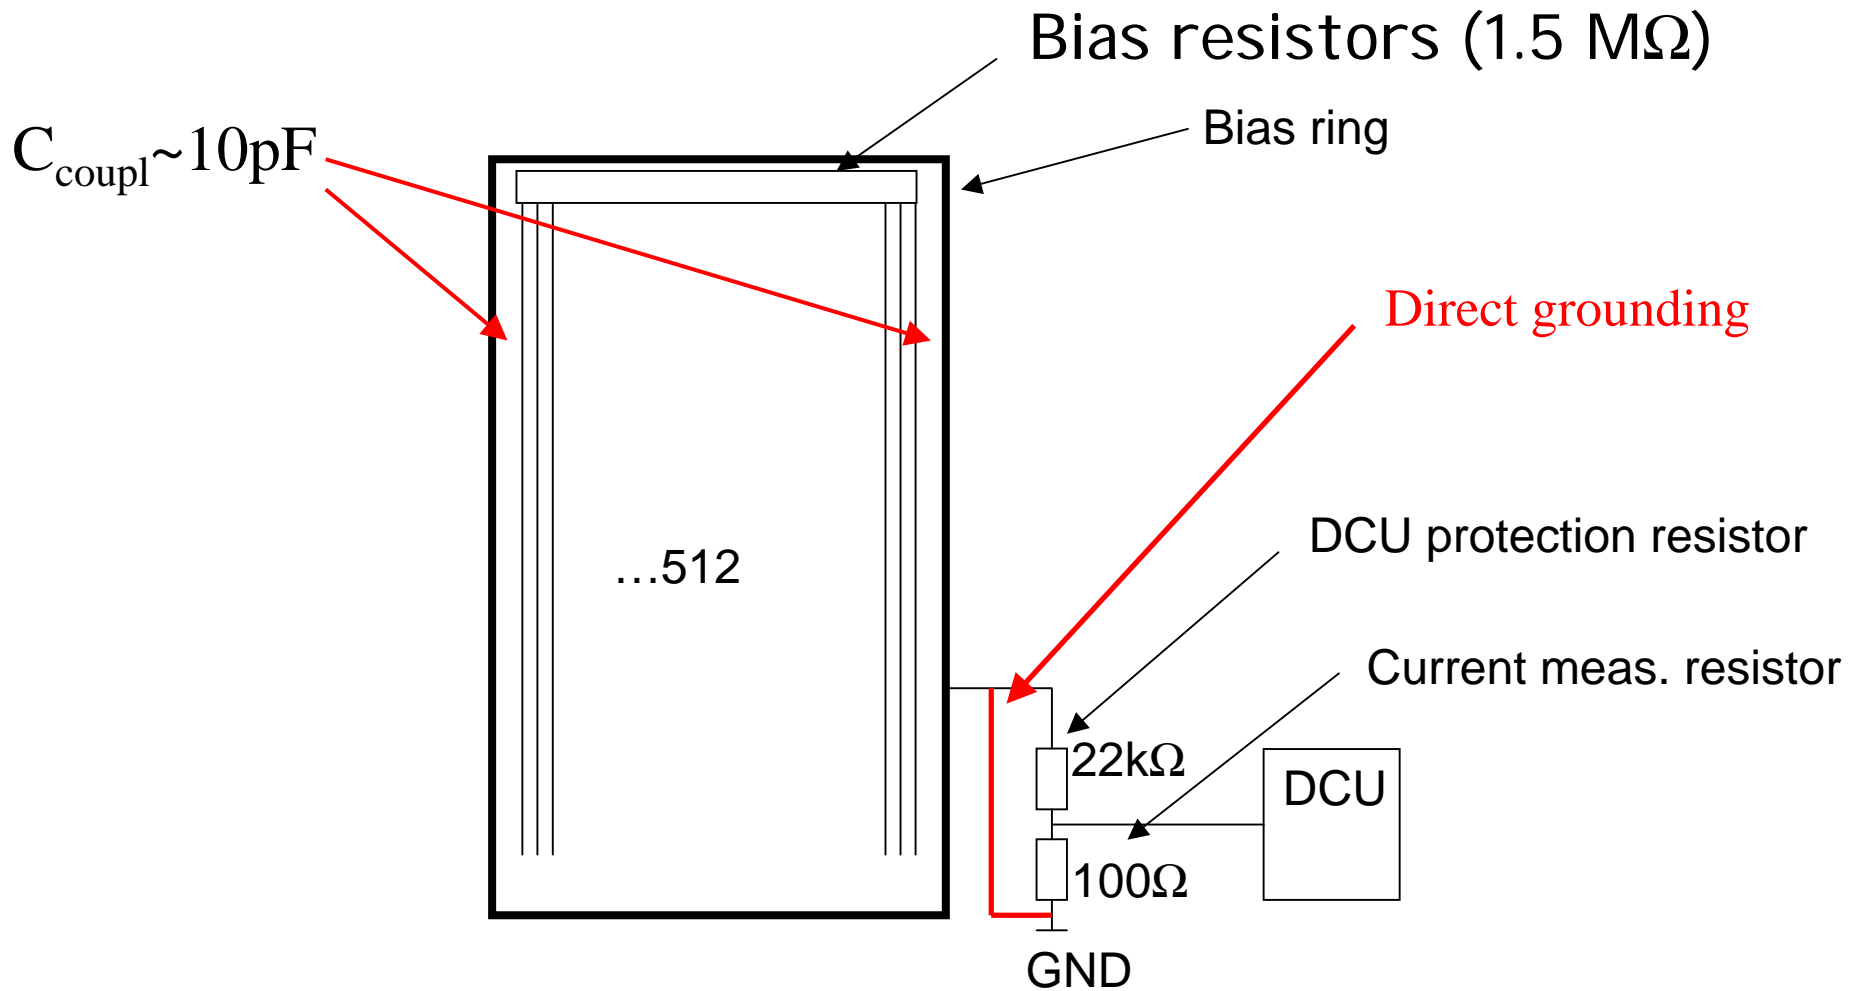 Bias resistors (1.5 MΩ)
Bias ring
C_coupl~10pF
Direct grounding
DCU protection resistor
…512
Current meas. resistor
22kΩ
DCU
100Ω
GND